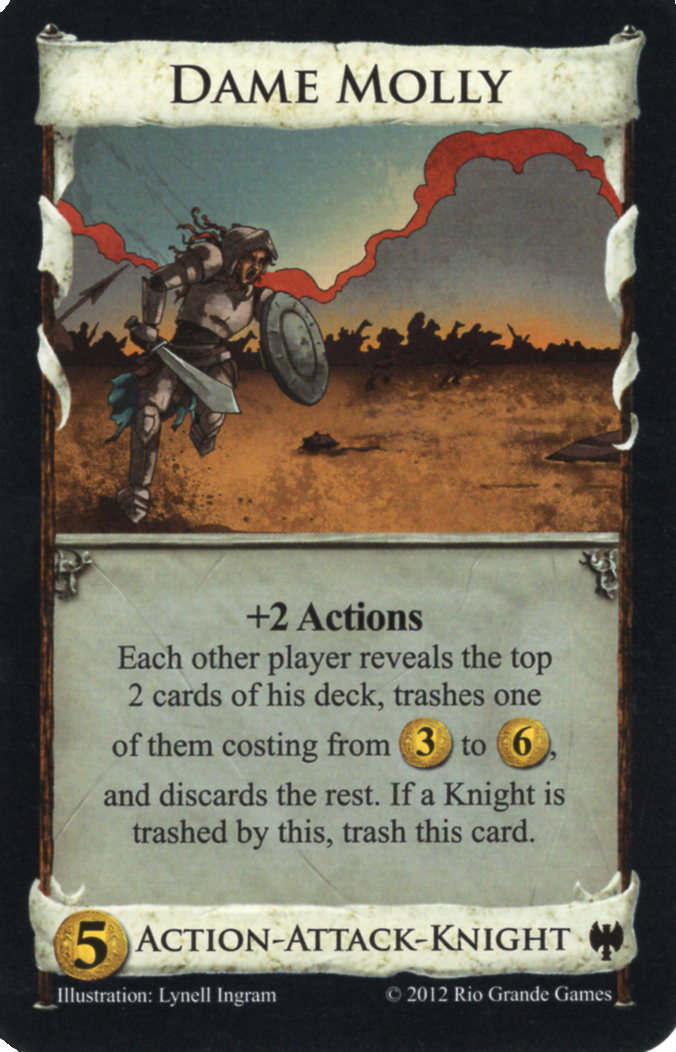 Dame Molly
+2 Actions
Each other player reveals the top
2 cards of his deck, trashes one
of them costing from 3 to 6,
and discards the rest. If a Knight is
trashed by this, trash this card.
5 Action-Attack-Knight
Illustration: Lynell Ingram © 2012 Rio Grande Games